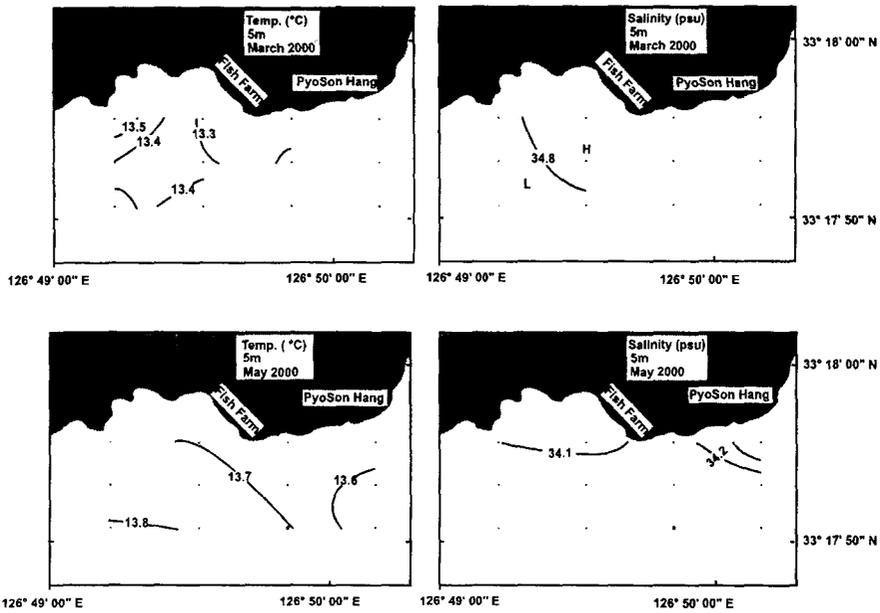 Temp. (°C)
5m
March 2000
Fish Farm
PyoSon Hang
13.5
13.4
13.3
13.4
126° 49' 00" E
126° 50' 00" E
Salinity (psu)
5m
March 2000
Fish Farm
PyoSon Hang
34.8
H
L
33° 18' 00" N
33° 17' 50" N
126° 49' 00" E
126° 50' 00" E
Temp. ( °C)
5m
May 2000
Fish Farm
PyoSon Hang
13.7
13.6
13.8
126° 49' 00" E
126° 50' 00" E
Salinity (psu)
5m
May 2000
Fish Farm
PyoSon Hang
34.1
34.2
33° 18' 00" N
33° 17' 50" N
126° 49' 00" E
126° 50' 00" E